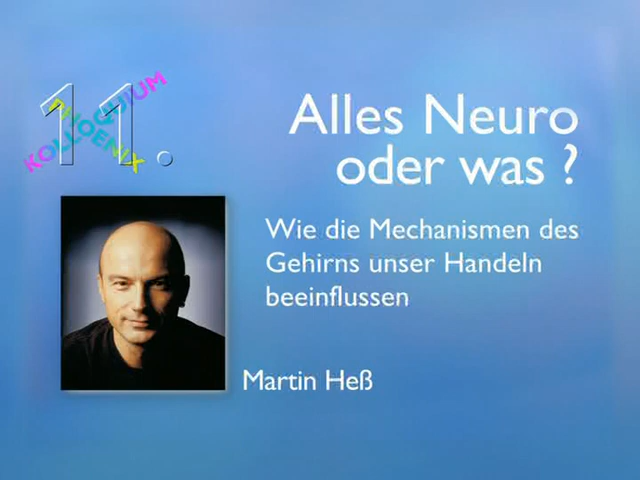 11.
KOLLOQUIUM
PHOENIX
Alles Neuro
oder was ?
Wie die Mechanismen des
Gehirns unser Handeln
beeinflussen
Martin Heß